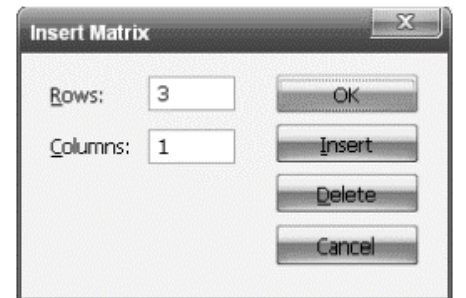 Insert Matrix
X
Rows: 3
OK
Columns: 1
Insert
Delete
Cancel